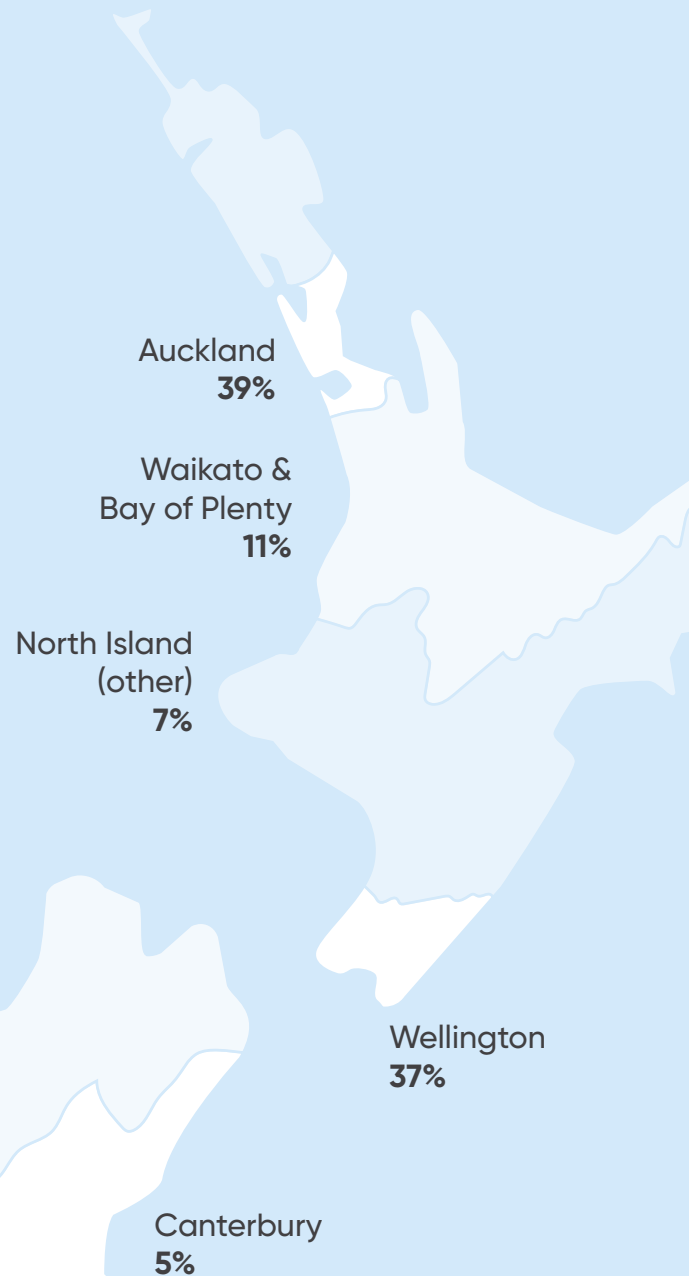 Auckland
39%
Waikato &
Bay of Plenty
11%
North Island
(other)
7%
Wellington
37%
Canterbury
5%